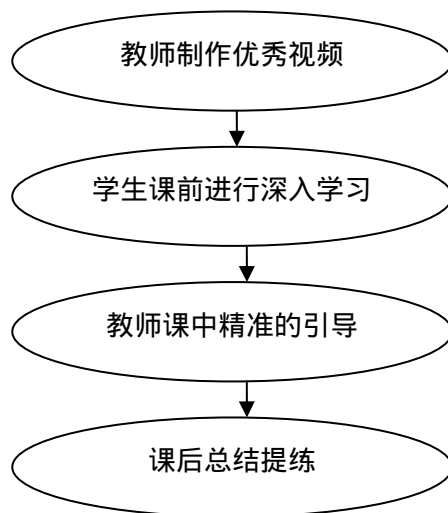 教师制作优秀视频
学生课前进行深入学习
教师课中精准的引导
课后总结提练